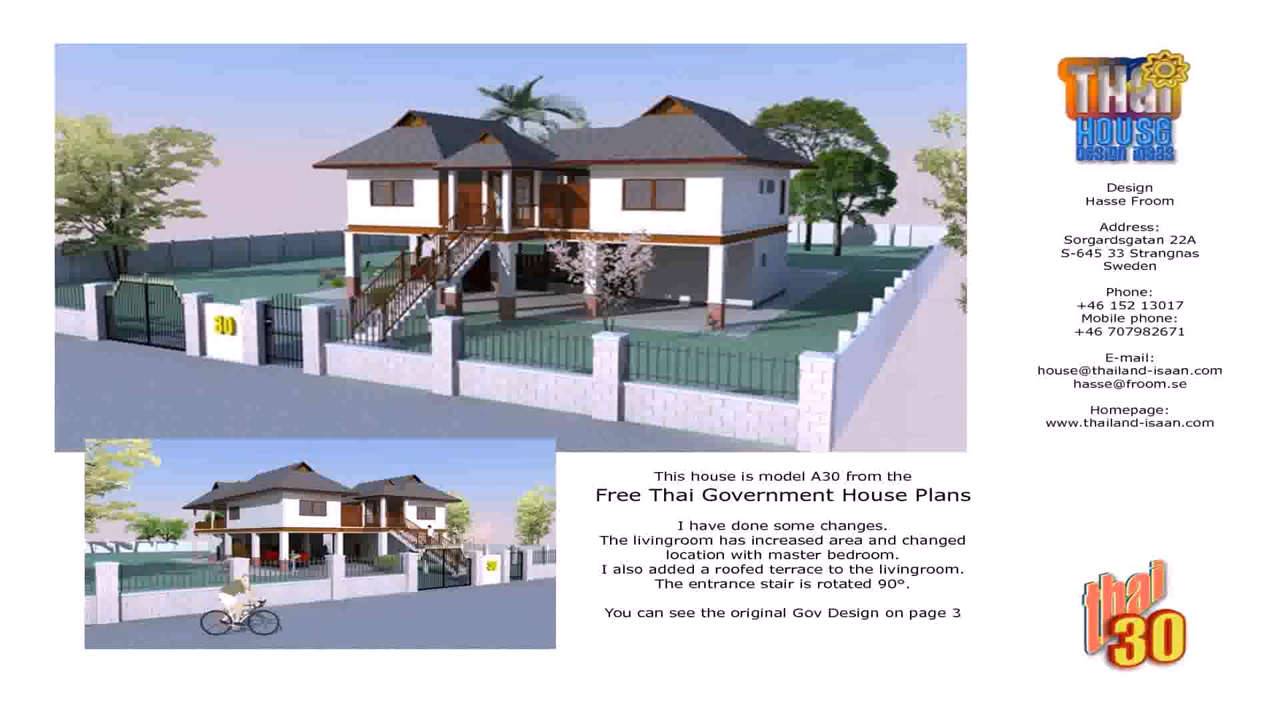 THai
HOUSE
Design ideas
Design
Hasse Froom
Address:
Sorgardsgatan 22A
S-645 33 Strangnas
Sweden
Phone:
+46 152 13017
Mobile phone:
+46 707982671
E-mail:
house@thailand-isaan.com
hasse@froom.se
Homepage:
www.thailand-isaan.com
30
30
This house is model A30 from the
Free Thai Government House Plans
I have done some changes.
The livingroom has increased area and changed
location with master bedroom.
I also added a roofed terrace to the livingroom.
The entrance stair is rotated 90°.
You can see the original Gov Design on page 3
thai
30